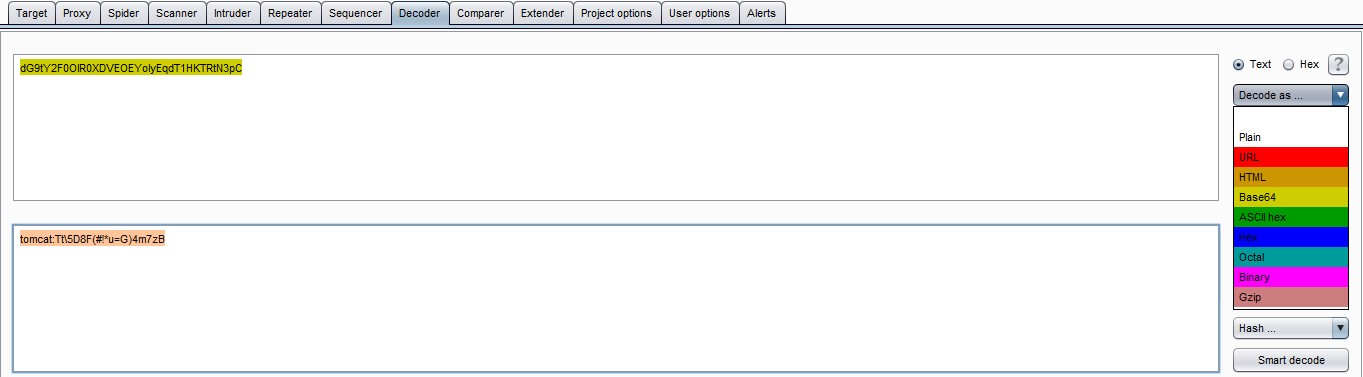 Target Proxy Spider Scanner Intruder Repeater Sequencer Decoder Comparer Extender Project options User options Alerts
dG9tY2F0OlR0XDVEOEYoIyEqdT1HKTRtN3pC
Text Hex ?
Decode as ...
Plain
URL
HTML
Base64
ASCII hex
Hex
Octal
Binary
Gzip
tomcat:Tt\5D8F(#!*u=G)4m7zB
Hash ...
Smart decode